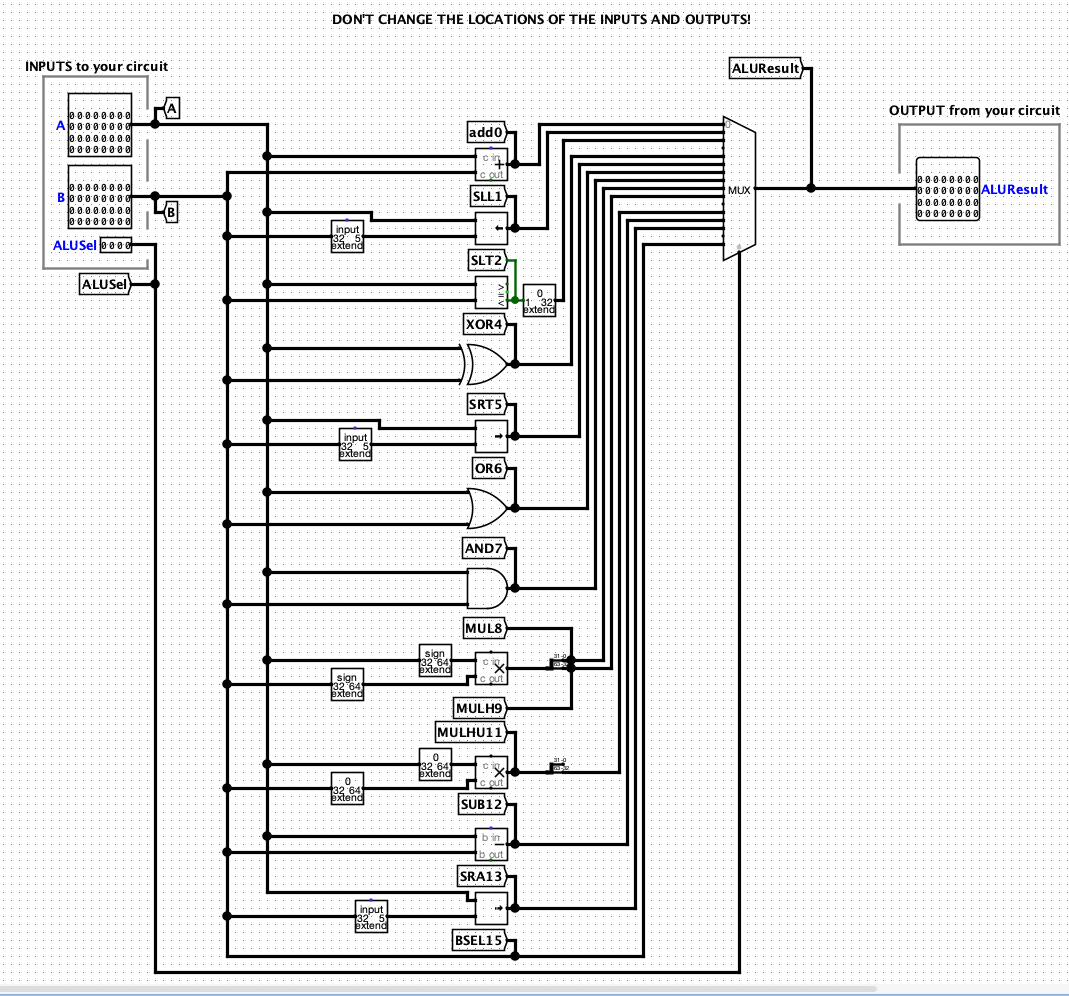 DON'T CHANGE THE LOCATIONS OF THE INPUTS AND OUTPUTS!
INPUTS to your circuit
ALUResult
OUTPUT from your circuit
A
00000000
00000000
00000000
00000000
A
B
00000000
00000000
00000000
00000000
B
ALUSel
0000
ALUSel
add0
c in
+
c out
SLL1
input
32 5
extend
SLT2
>
=
<
0
1 32
extend
XOR4
SRT5
input
32 5
extend
OR6
AND7
MUL8
sign
32 64
extend
sign
32 64
extend
c in
×
c out
31-0
63-32
MULH9
MULHU11
0
32 64
extend
0
32 64
extend
c in
×
c out
31-0
63-32
SUB12
b in
−
b out
SRA13
input
32 5
extend
BSEL15
0
MUX
00000000
00000000
00000000
00000000
ALUResult